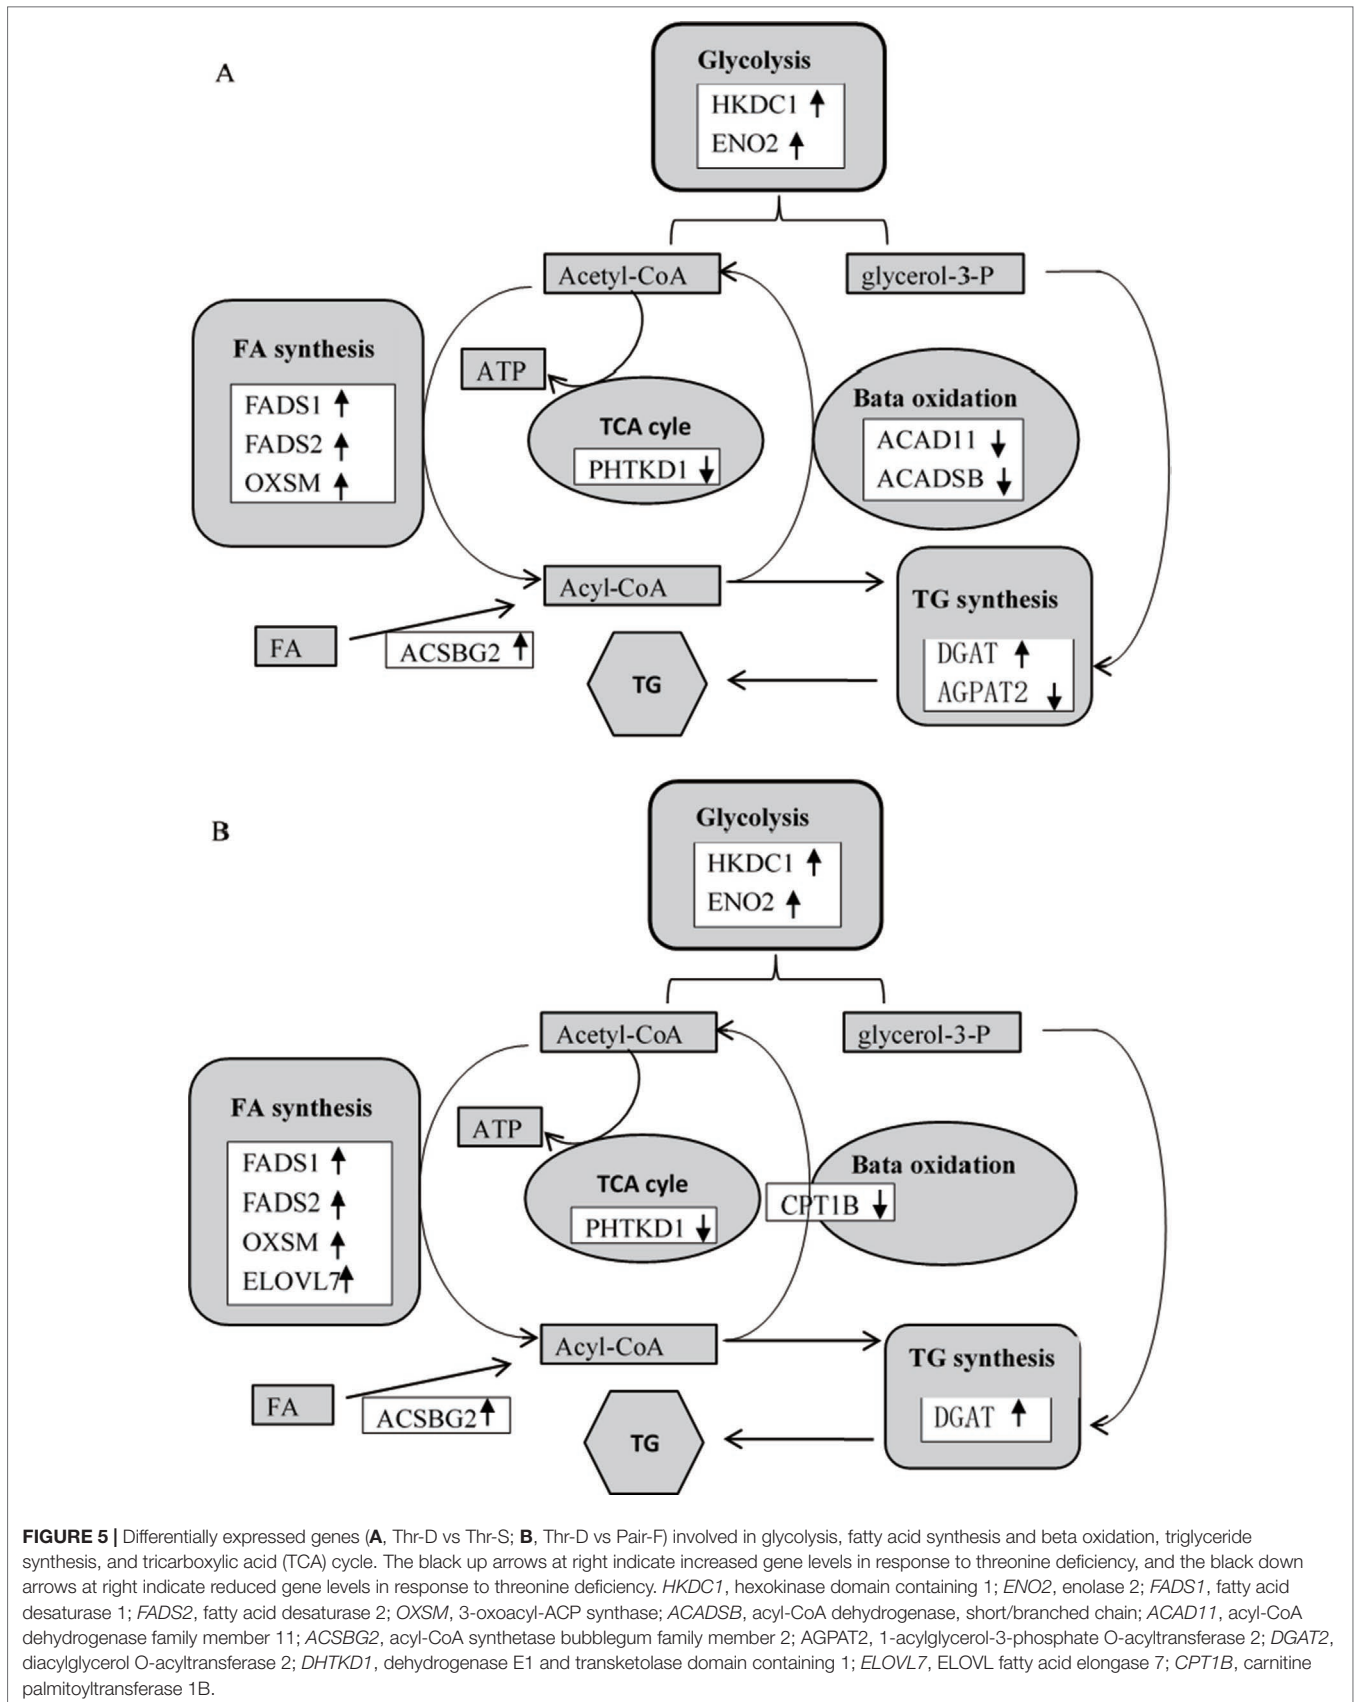 A
Glycolysis
HKDC1
ENO2
Acetyl-CoA
glycerol-3-P
FA synthesis
FADS1
FADS2
OXSM
ATP
TCA cyle
PHTKD1
Bata oxidation
ACAD11
ACADSB
Acyl-CoA
FA
ACSBG2
TG synthesis
DGAT
AGPAT2
TG
B
Glycolysis
HKDC1
ENO2
Acetyl-CoA
glycerol-3-P
FA synthesis
FADS1
FADS2
OXSM
ELOVL7
ATP
TCA cyle
PHTKD1
Bata oxidation
CPT1B
Acyl-CoA
FA
ACSBG2
TG synthesis
DGAT
TG
FIGURE 5 | Differentially expressed genes (A, Thr-D vs Thr-S; B, Thr-D vs Pair-F) involved in glycolysis, fatty acid synthesis and beta oxidation, triglyceride
synthesis, and tricarboxylic acid (TCA) cycle. The black up arrows at right indicate increased gene levels in response to threonine deficiency, and the black down
arrows at right indicate reduced gene levels in response to threonine deficiency. HKDC1, hexokinase domain containing 1; ENO2, enolase 2; FADS1, fatty acid
desaturase 1; FADS2, fatty acid desaturase 2; OXSM, 3-oxoacyl-ACP synthase; ACADSB, acyl-CoA dehydrogenase, short/branched chain; ACAD11, acyl-CoA
dehydrogenase family member 11; ACSBG2, acyl-CoA synthetase bubblegum family member 2; AGPAT2, 1-acylglycerol-3-phosphate O-acyltransferase 2; DGAT2,
diacylglycerol O-acyltransferase 2; DHTKD1, dehydrogenase E1 and transketolase domain containing 1; ELOVL7, ELOVL fatty acid elongase 7; CPT1B, carnitine
palmitoyltransferase 1B.